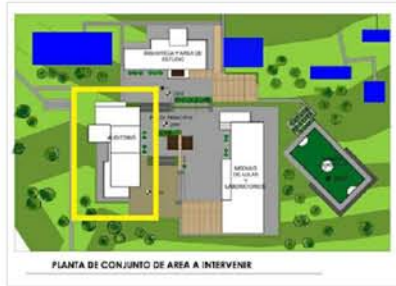 BIBLIOTECA Y AREA DE
ESTUDIO
AUDITORIO
MODULO
DE AULAS
Y
LABORATORIOS
PLANTA DE CONJUNTO DE AREA A INTERVENIR